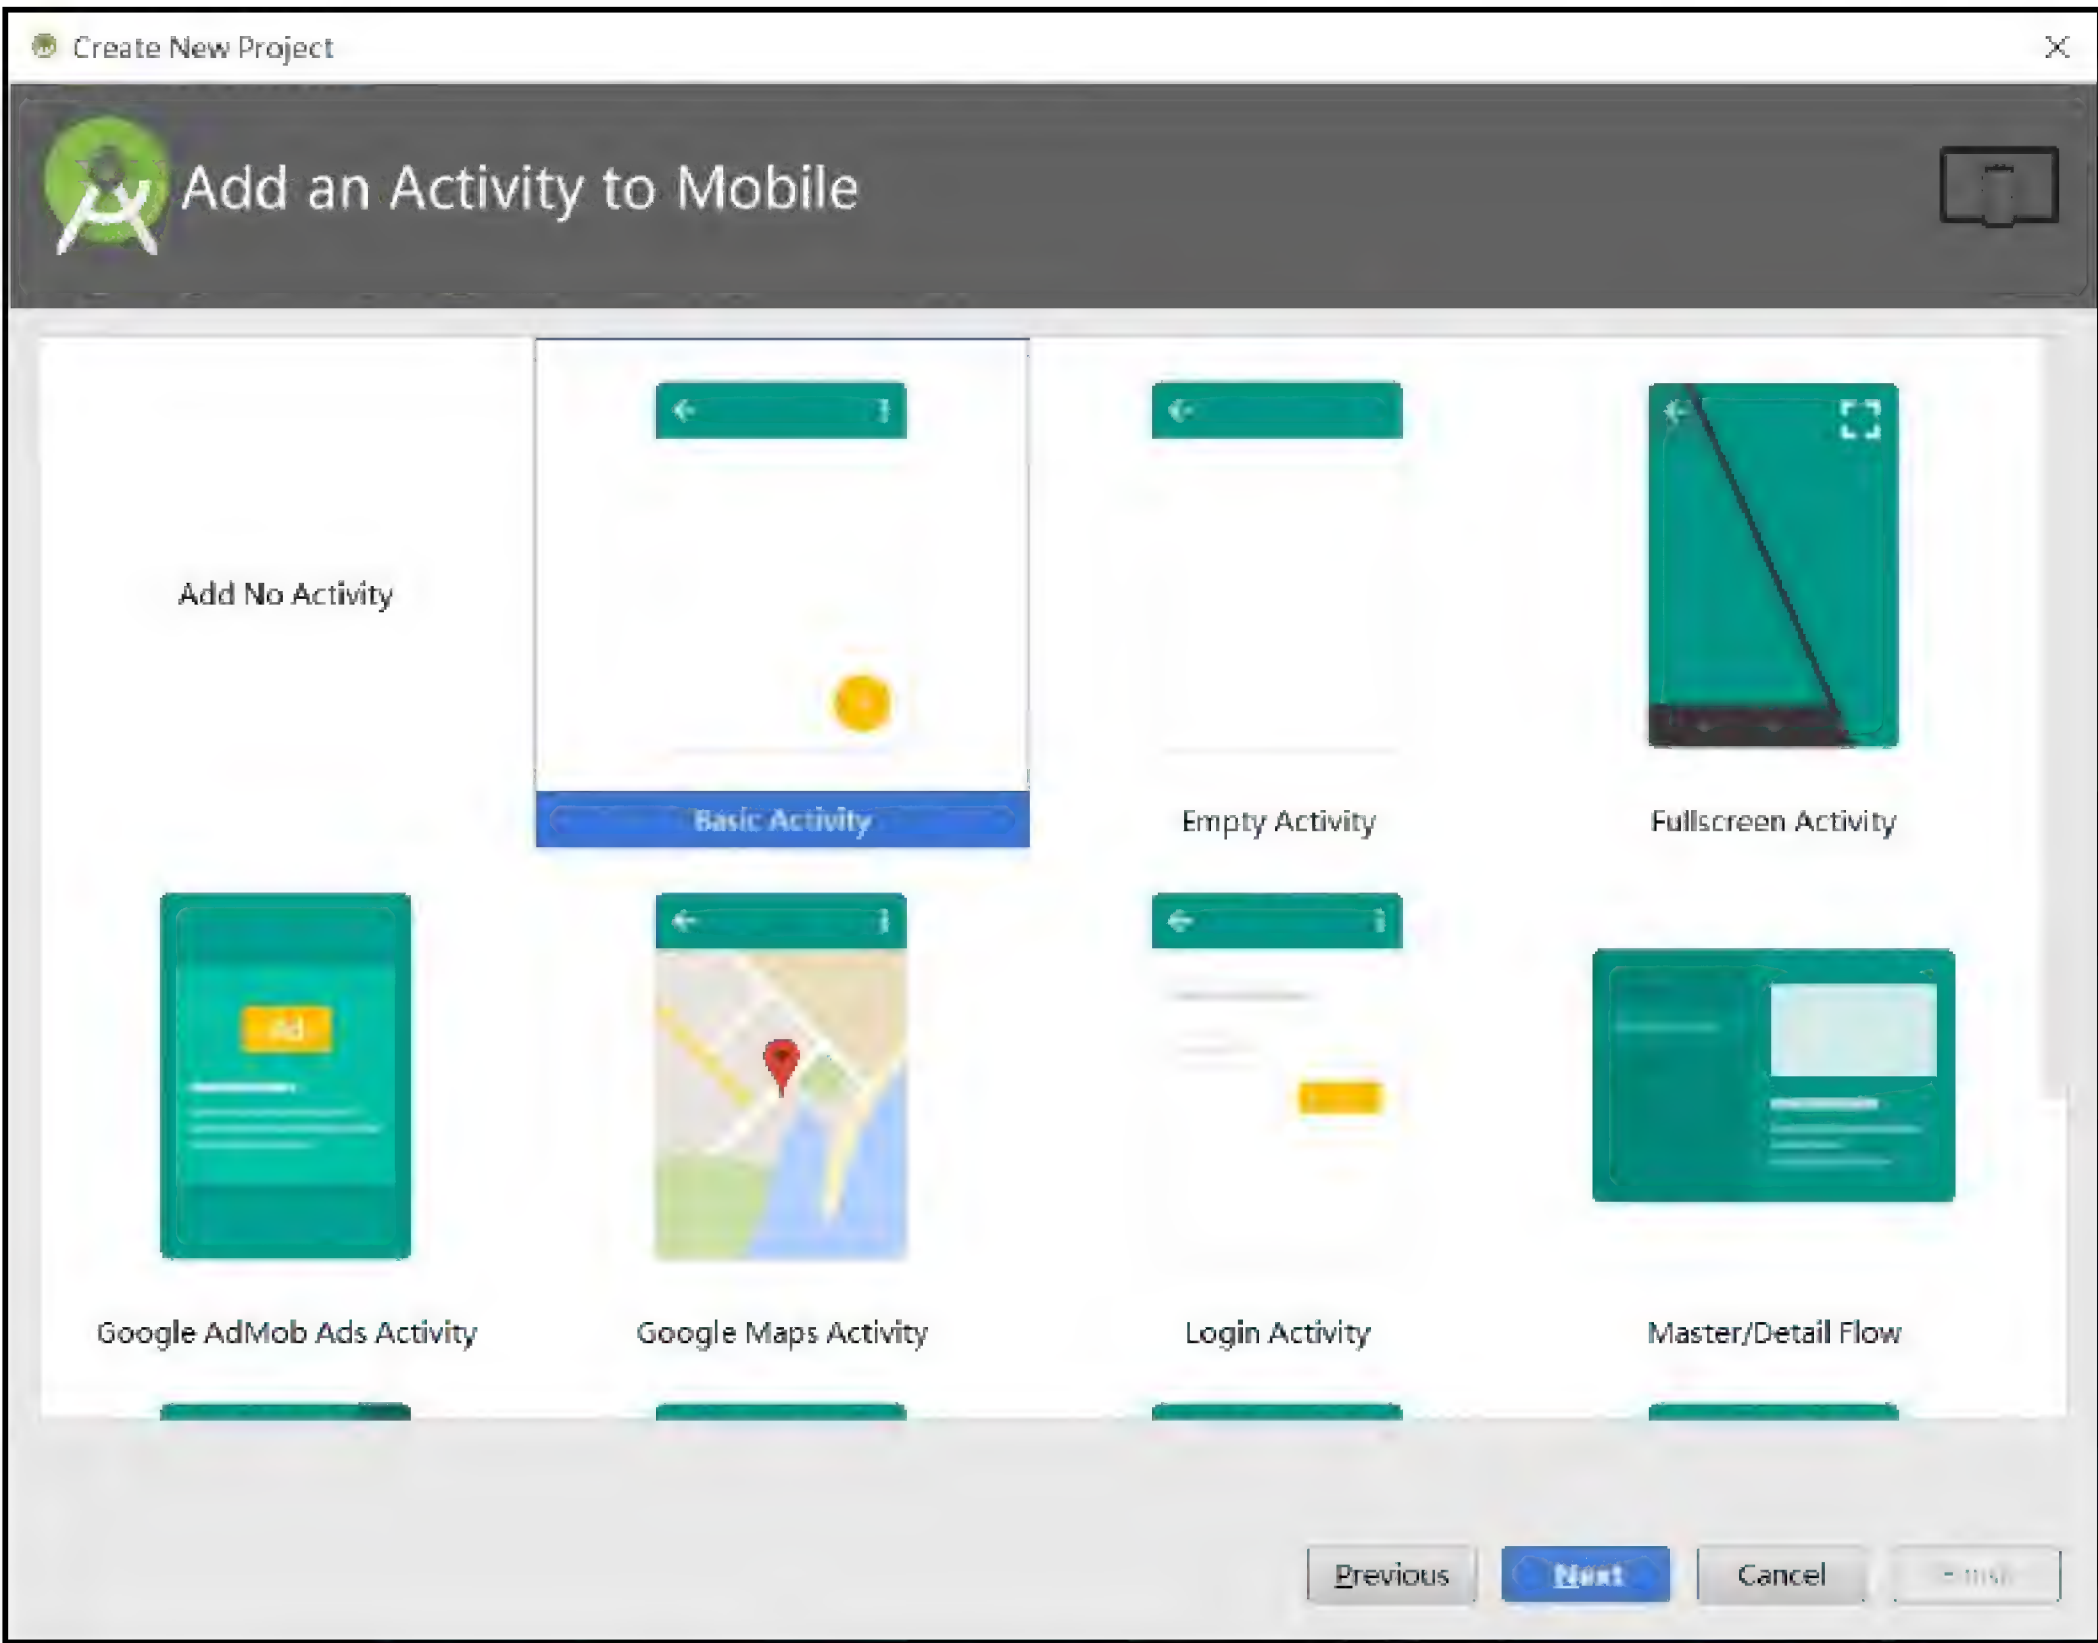 Create New Project
Add an Activity to Mobile
Add No Activity
Basic Activity
Empty Activity
Fullscreen Activity
Ad
Google AdMob Ads Activity
Google Maps Activity
Login Activity
Master/Detail Flow
Previous
Next
Cancel